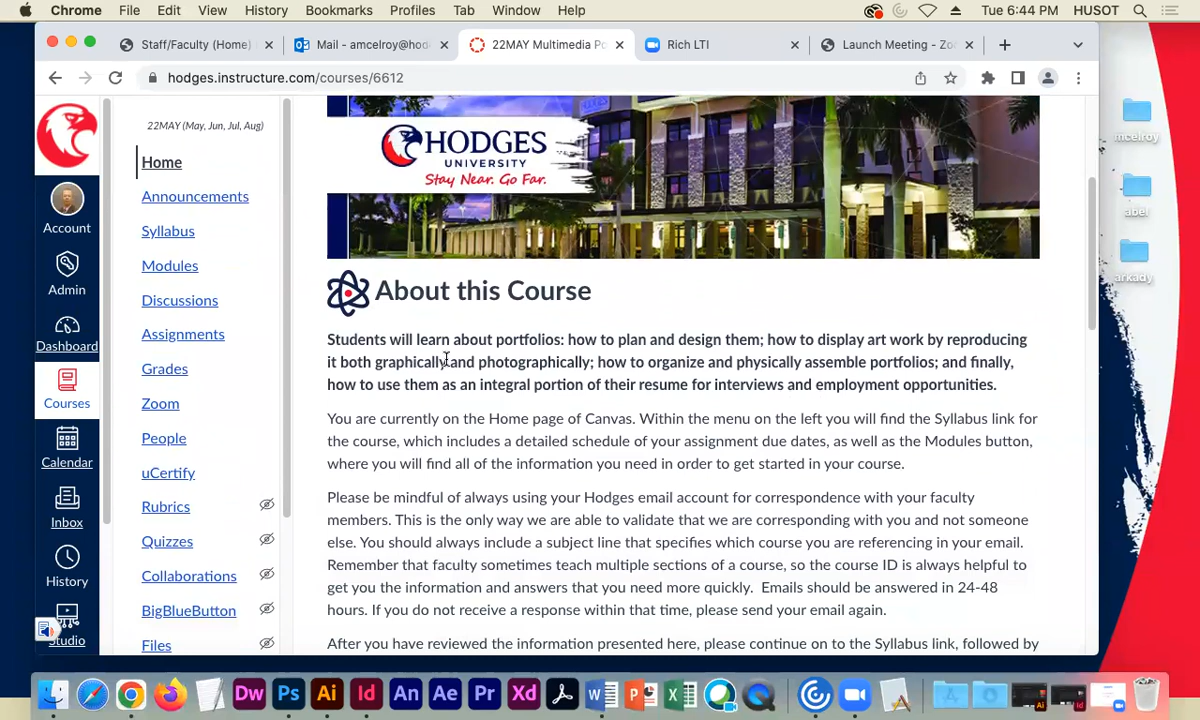 Chrome File Edit View History Bookmarks Profiles Tab Window Help Tue 6:44 PM HUSOT
Staff/Faculty (Home) Mail - amcelroy@hod 22MAY Multimedia Po Rich LTI Launch Meeting - Zo
hodges.instructure.com/courses/6612
Account
Admin
Dashboard
Courses
Calendar
Inbox
History
Studio
22MAY (May, Jun, Jul, Aug)
Home
Announcements
Syllabus
Modules
Discussions
Assignments
Grades
Zoom
People
uCertify
Rubrics
Quizzes
Collaborations
BigBlueButton
Files
HODGES
UNIVERSITY
Stay Near. Go Far.
About this Course
Students will learn about portfolios: how to plan and design them; how to display art work by reproducing
it both graphically and photographically; how to organize and physically assemble portfolios; and finally,
how to use them as an integral portion of their resume for interviews and employment opportunities.
You are currently on the Home page of Canvas. Within the menu on the left you will find the Syllabus link for
the course, which includes a detailed schedule of your assignment due dates, as well as the Modules button,
where you will find all of the information you need in order to get started in your course.
Please be mindful of always using your Hodges email account for correspondence with your faculty
members. This is the only way we are able to validate that we are corresponding with you and not someone
else. You should always include a subject line that specifies which course you are referencing in your email.
Remember that faculty sometimes teach multiple sections of a course, so the course ID is always helpful to
get you the information and answers that you need more quickly. Emails should be answered in 24-48
hours. If you do not receive a response within that time, please send your email again.
After you have reviewed the information presented here, please continue on to the Syllabus link, followed by
mcelroy
abel
arkady
Dw Ps Ai Id An Ae Pr Xd W P X